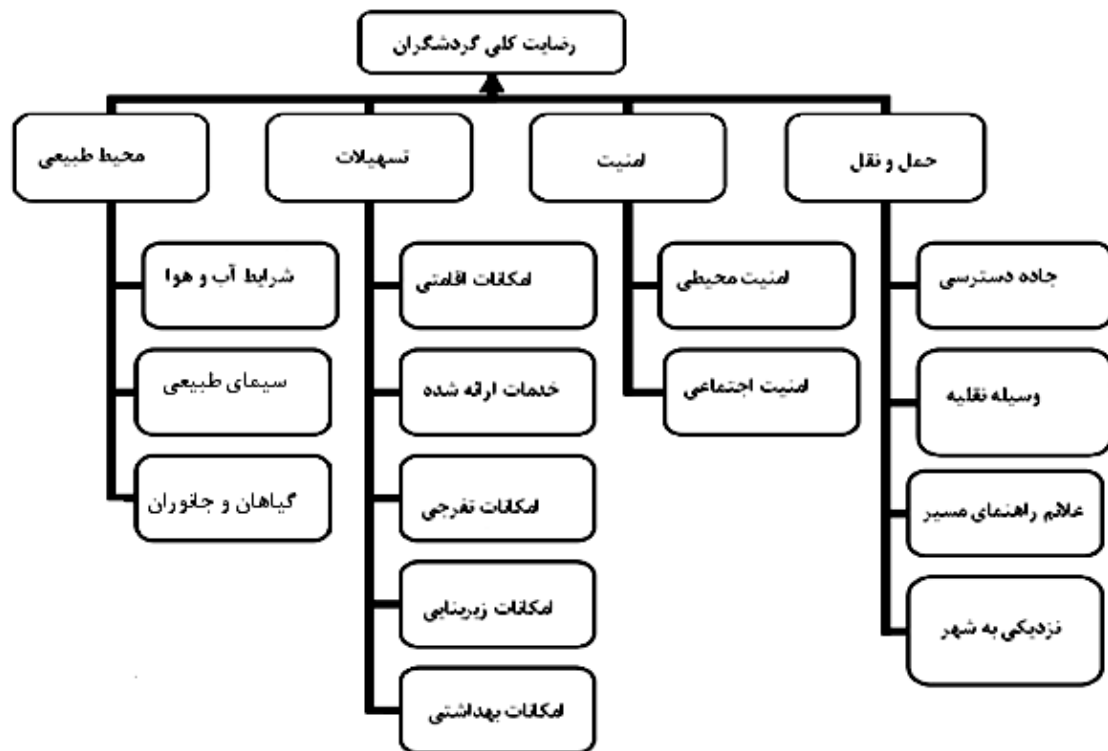 رضایت کلی گردشگران
حمل و نقل
جاده دسترسی
وسیله نقلیه
علائم راهنمای مسیر
نزدیکی به شهر
امنیت
امنیت محیطی
امنیت اجتماعی
تسهیلات
امکانات اقامتی
خدمات ارائه شده
امکانات تفرجی
امکانات زیربنایی
امکانات بهداشتی
محیط طبیعی
شرایط آب و هوا
سیمای طبیعی
گیاهان و جانوران